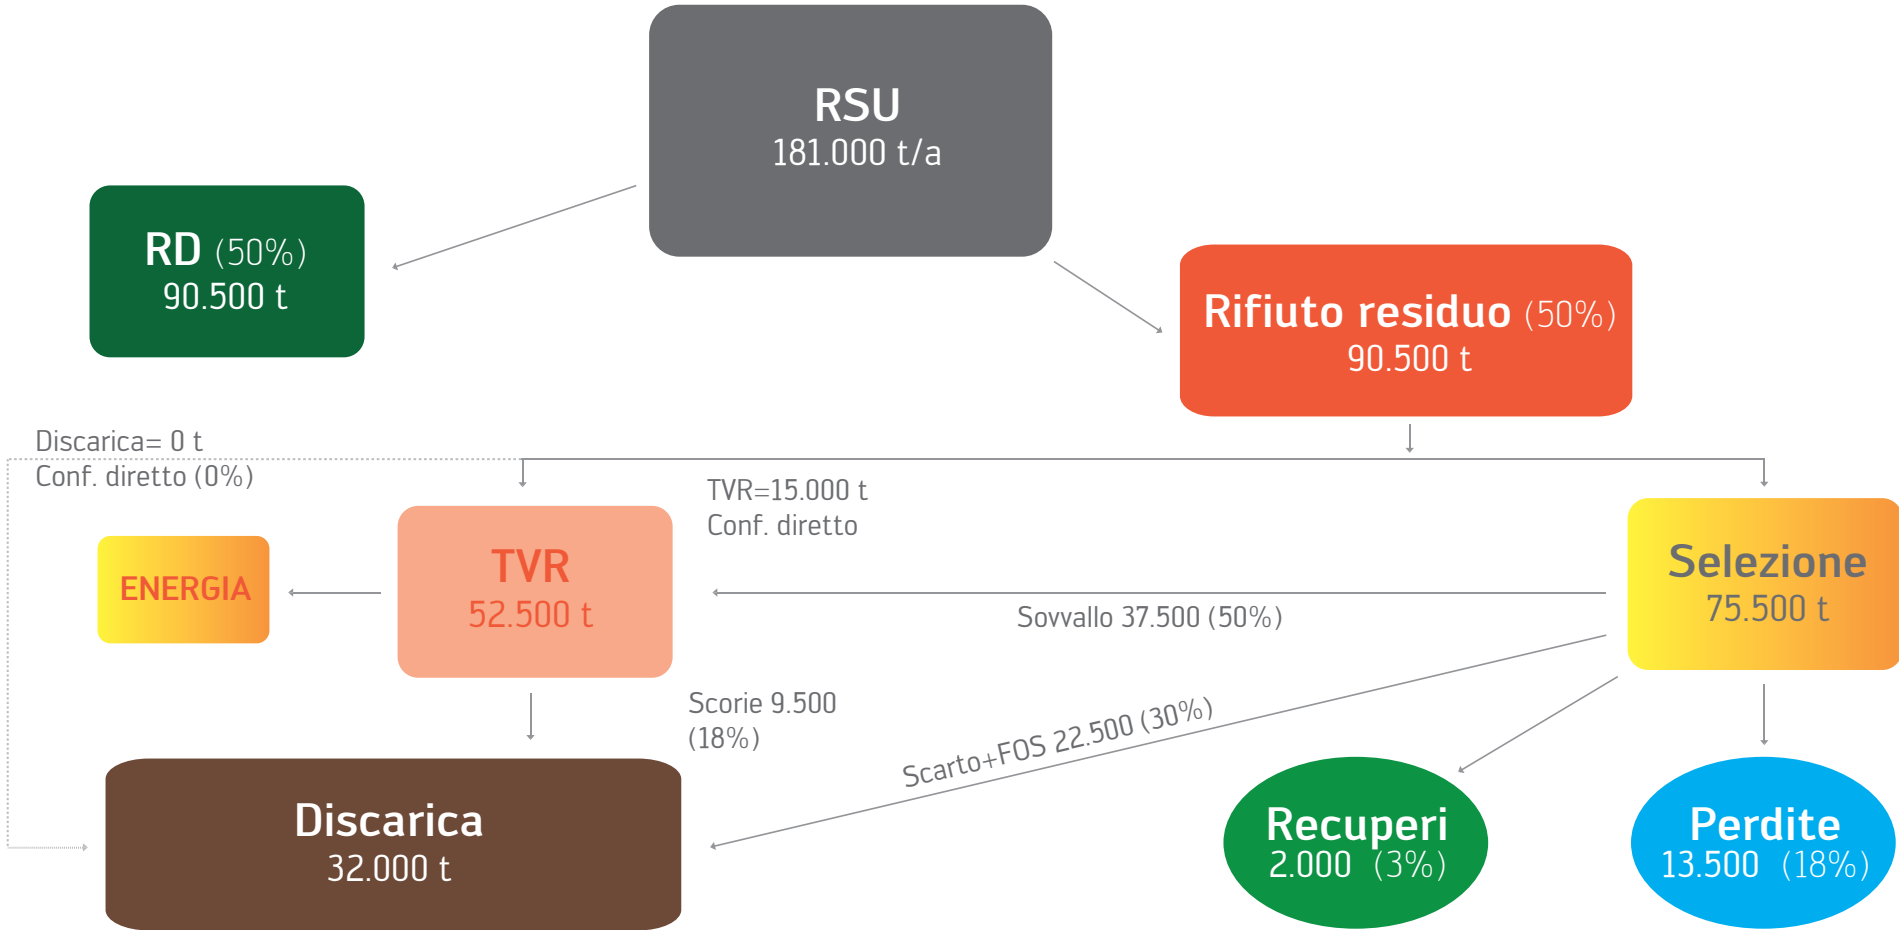 RSU
181.000 t/a
RD (50%)
90.500 t
Rifiuto residuo (50%)
90.500 t
Discarica= 0 t
Conf. diretto (0%)
TVR=15.000 t
Conf. diretto
ENERGIA
TVR
52.500 t
Selezione
75.500 t
Sovvallo 37.500 (50%)
Scorie 9.500
(18%)
Scarto+FOS 22.500 (30%)
Discarica
32.000 t
Recuperi
2.000 (3%)
Perdite
13.500 (18%)